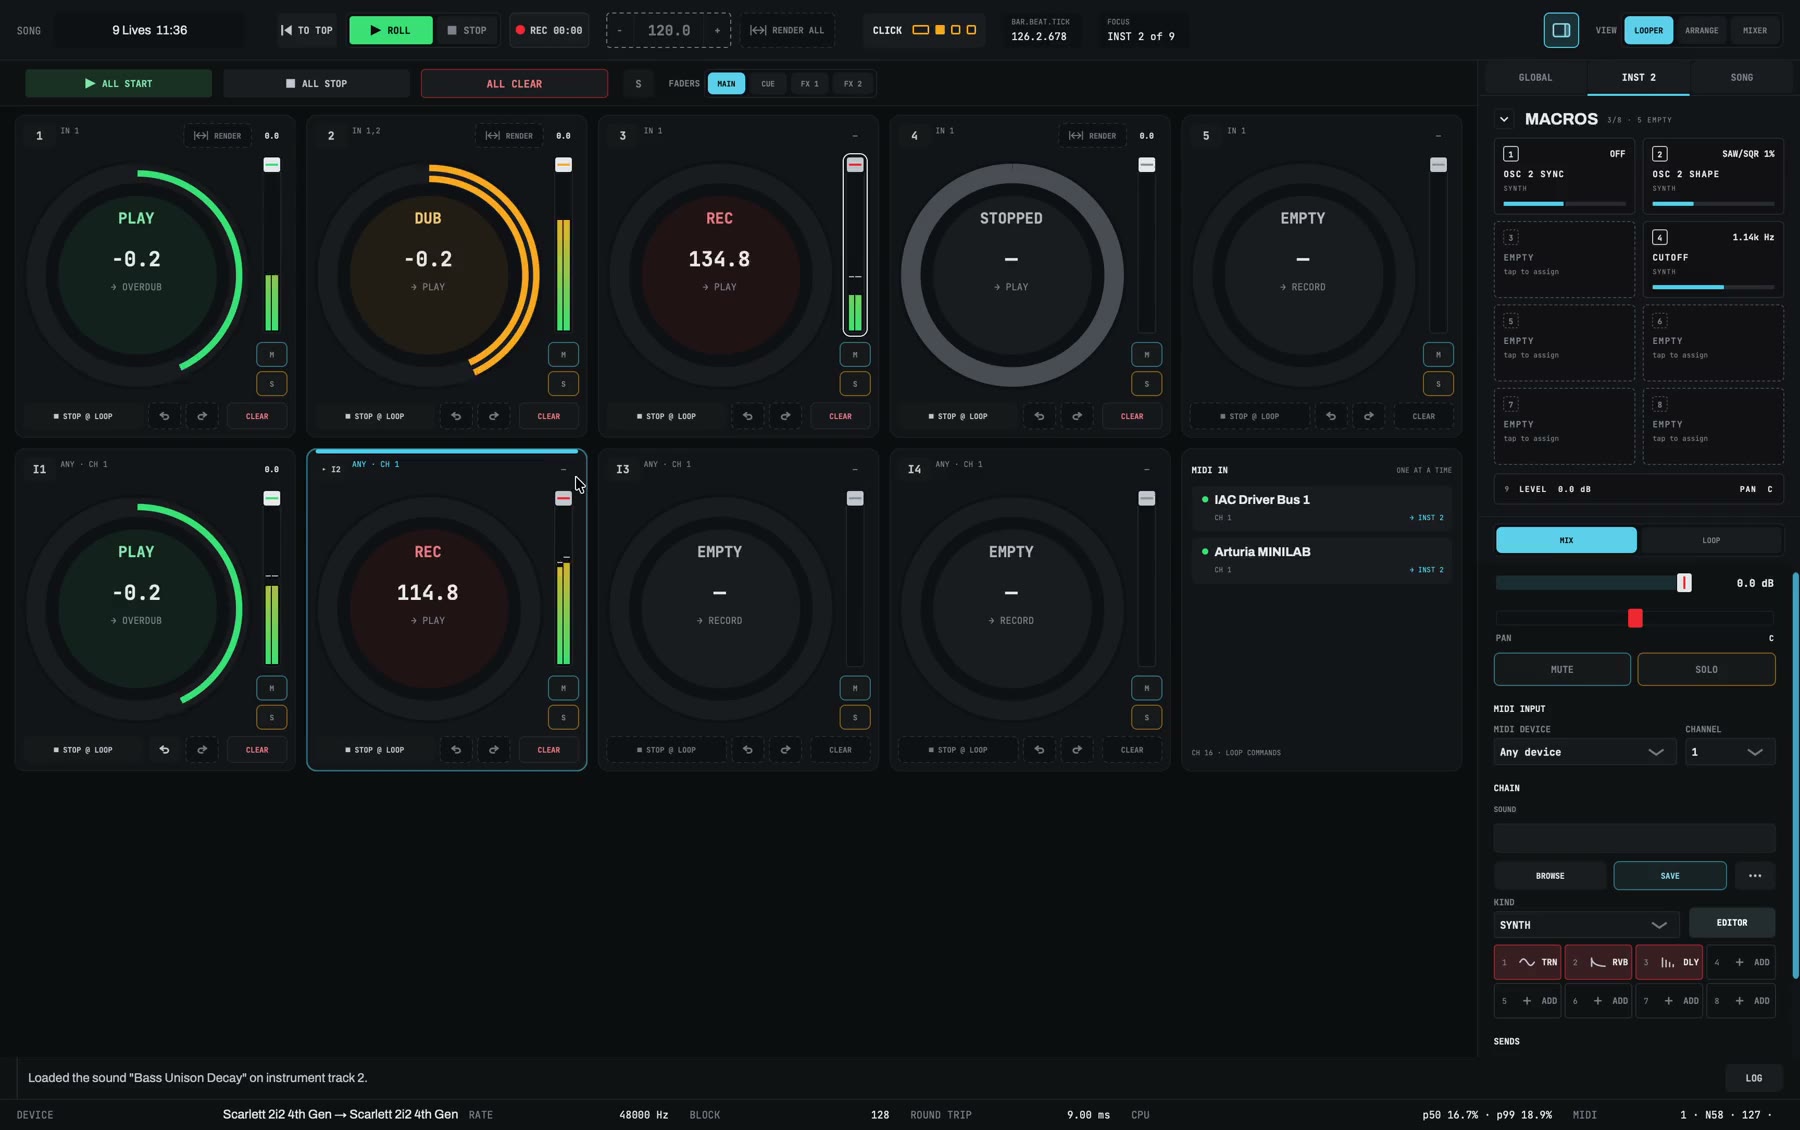 SONG 9 Lives 11:36 TO TOP ROLL STOP REC 00:00 - 120.0 + RENDER ALL CLICK BAR.BEAT.TICK 126.2.678 FOCUS INST 2 of 9 VIEW LOOPER ARRANGE MIXER
ALL START ALL STOP ALL CLEAR S FADERS MAIN CUE FX 1 FX 2
1 IN 1 RENDER 0.0
PLAY
-0.2
→ OVERDUB
M
S
STOP @ LOOP CLEAR
2 IN 1,2 RENDER 0.0
DUB
-0.2
→ PLAY
M
S
STOP @ LOOP CLEAR
3 IN 1 –
REC
134.8
→ PLAY
M
S
STOP @ LOOP CLEAR
4 IN 1 RENDER 0.0
STOPPED
–
→ PLAY
M
S
STOP @ LOOP CLEAR
5 IN 1 –
EMPTY
–
→ RECORD
M
S
STOP @ LOOP CLEAR
I1 ANY · CH 1 0.0
PLAY
-0.2
→ OVERDUB
M
S
STOP @ LOOP CLEAR
I2 ANY · CH 1 –
REC
114.8
→ PLAY
M
S
STOP @ LOOP CLEAR
I3 ANY · CH 1 –
EMPTY
–
→ RECORD
M
S
STOP @ LOOP CLEAR
I4 ANY · CH 1 –
EMPTY
–
→ RECORD
M
S
STOP @ LOOP CLEAR
MIDI IN ONE AT A TIME
IAC Driver Bus 1
CH 1 → INST 2
Arturia MINILAB
CH 1 → INST 2
CH 16 · LOOP COMMANDS
GLOBAL INST 2 SONG
MACROS 3/8 · 5 EMPTY
1 OFF
OSC 2 SYNC
SYNTH
2 SAW/SQR 1%
OSC 2 SHAPE
SYNTH
3
EMPTY
tap to assign
4 1.14k Hz
CUTOFF
SYNTH
5
EMPTY
tap to assign
6
EMPTY
tap to assign
7
EMPTY
tap to assign
8
EMPTY
tap to assign
9 LEVEL 0.0 dB PAN C
MIX LOOP
0.0 dB
PAN C
MUTE SOLO
MIDI INPUT
MIDI DEVICE CHANNEL
Any device 1
CHAIN
SOUND
BROWSE SAVE ···
KIND
SYNTH EDITOR
1 TRN 2 RVB 3 DLY 4 + ADD
5 + ADD 6 + ADD 7 + ADD 8 + ADD
SENDS
Loaded the sound "Bass Unison Decay" on instrument track 2. LOG
DEVICE Scarlett 2i2 4th Gen → Scarlett 2i2 4th Gen RATE 48000 Hz BLOCK 128 ROUND TRIP 9.00 ms CPU p50 16.7% · p99 18.9% MIDI 1 · N58 · 127 ·